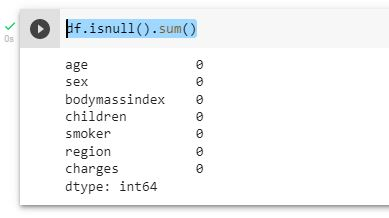 df.isnull().sum()
0s
age 0
sex 0
bodymassindex 0
children 0
smoker 0
region 0
charges 0
dtype: int64